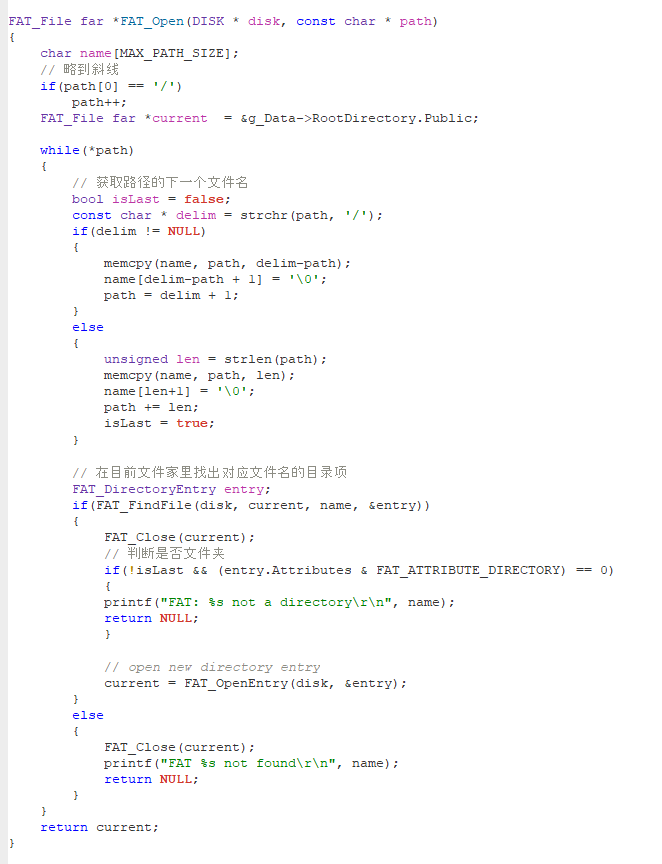 FAT_File far *FAT_Open(DISK * disk, const char * path)
{
    char name[MAX_PATH_SIZE];
    // 略到斜线
    if(path[0] == '/')
        path++;
    FAT_File far *current  = &g_Data->RootDirectory.Public;

    while(*path)
    {
        // 获取路径的下一个文件名
        bool isLast = false;
        const char * delim = strchr(path, '/');
        if(delim != NULL)
        {
            memcpy(name, path, delim-path);
            name[delim-path + 1] = '\0';
            path = delim + 1;
        }
        else
        {
            unsigned len = strlen(path);
            memcpy(name, path, len);
            name[len+1] = '\0';
            path += len;
            isLast = true;
        }

        // 在目前文件家里找出对应文件名的目录项
        FAT_DirectoryEntry entry;
        if(FAT_FindFile(disk, current, name, &entry))
        {
            FAT_Close(current);
            // 判断是否文件夹
            if(!isLast && (entry.Attributes & FAT_ATTRIBUTE_DIRECTORY) == 0)
            {
            printf("FAT: %s not a directory\r\n", name);
            return NULL;
            }

            // open new directory entry
            current = FAT_OpenEntry(disk, &entry);
        }
        else
        {
            FAT_Close(current);
            printf("FAT %s not found\r\n", name);
            return NULL;
        }
    }
    return current;
}